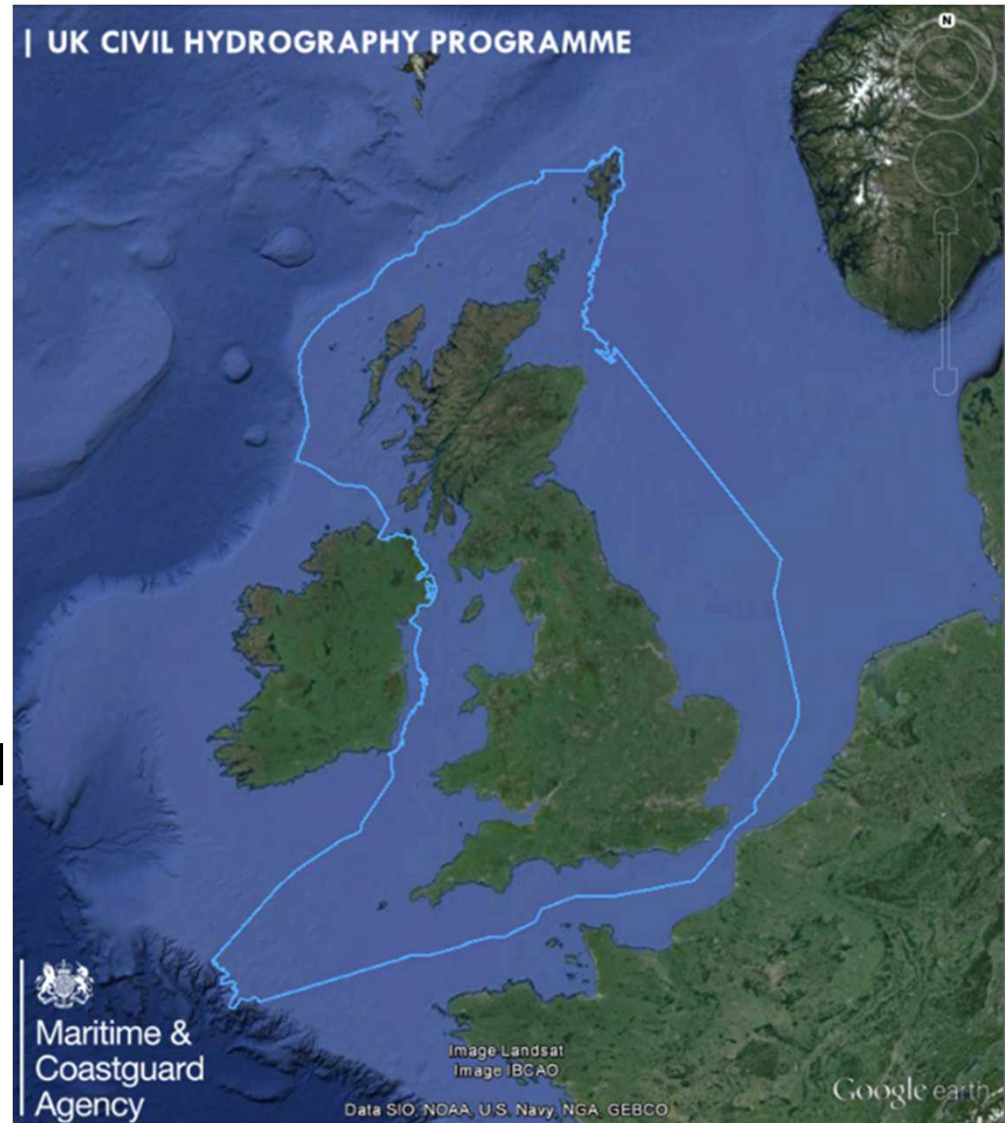 | UK CIVIL HYDROGRAPHY PROGRAMME
N
Maritime &
Coastguard
Agency
Image Landsat
Image IBCAO
Data SIO, NOAA, U.S. Navy, NGA, GEBCO
Google earth